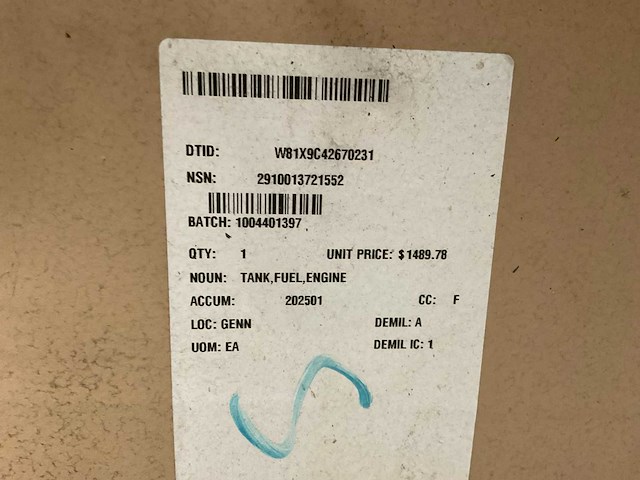 DTID: W81X9C42670231
NSN: 2910013721552
BATCH: 1004401397
QTY: 1 UNIT PRICE: $1489.78
NOUN: TANK,FUEL,ENGINE
ACCUM: 202501 CC: F
LOC: GENN DEMIL: A
UOM: EA DEMIL IC: 1